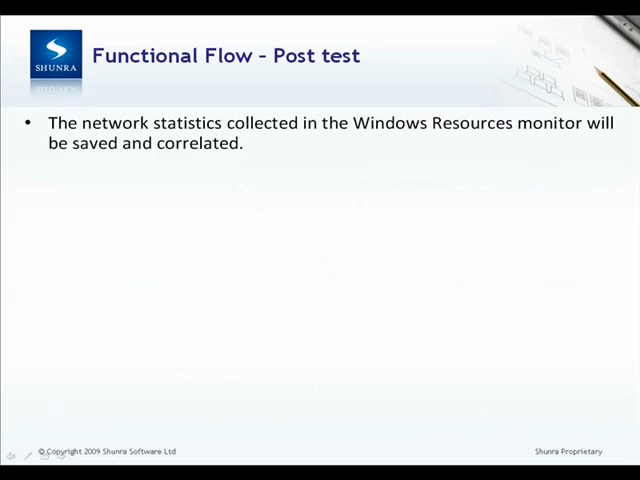 SHUNRA
Functional Flow – Post test
• The network statistics collected in the Windows Resources monitor will
be saved and correlated.
© Copyright 2009 Shunra Software Ltd
Shunra Proprietary